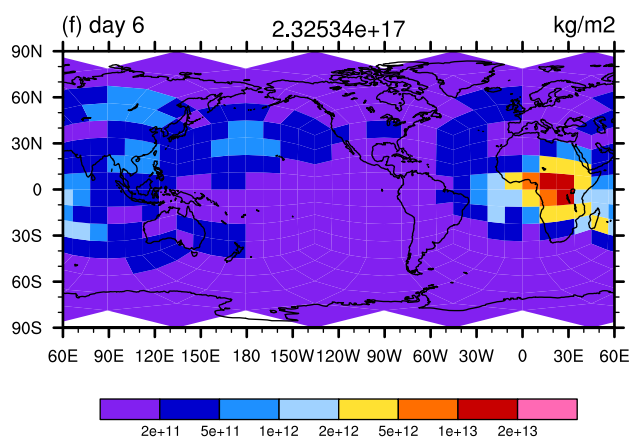 (f) day 6 2.32534e+17 kg/m2
90N
60N
30N
0
30S
60S
90S
60E 90E 120E 150E 180 150W 120W 90W 60W 30W 0 30E 60E
2e+11 5e+11 1e+12 2e+12 5e+12 1e+13 2e+13